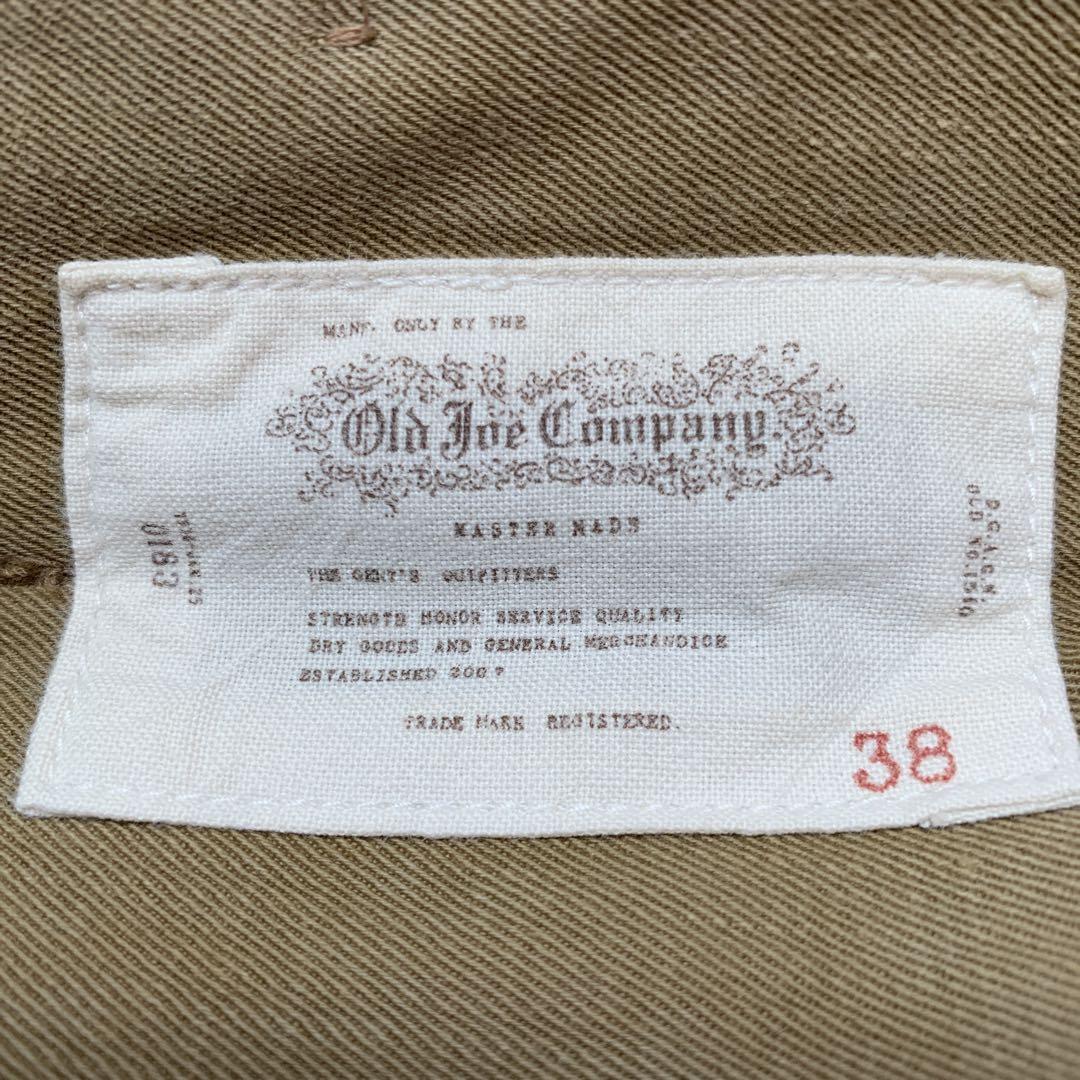 MANF. ONLY BY THE
Old Joe Company.
MASTER MADE
THE GENT'S OUTFITTERS
STRENGTH HONOR SERVICE QUALITY
DRY GOODS AND GENERAL MERCHANDICE
ESTABLISHED 2007
TRADE MARK REGISTERED.
38
0183